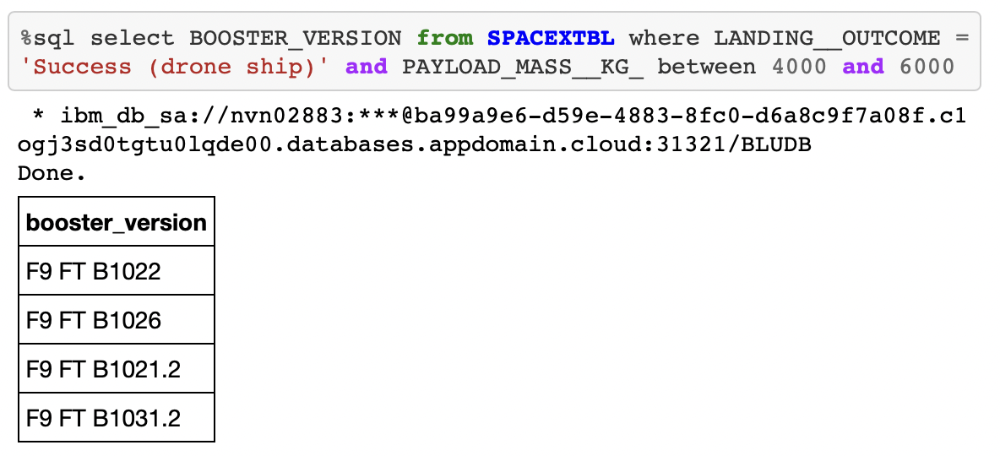 %sql select BOOSTER_VERSION from SPACEXTBL where LANDING__OUTCOME =
'Success (drone ship)' and PAYLOAD_MASS__KG_ between 4000 and 6000
* ibm_db_sa://nvn02883:***@ba99a9e6-d59e-4883-8fc0-d6a8c9f7a08f.c1
ogj3sd0tgtu0lqde00.databases.appdomain.cloud:31321/BLUDB
Done.
booster_version
F9 FT B1022
F9 FT B1026
F9 FT B1021.2
F9 FT B1031.2